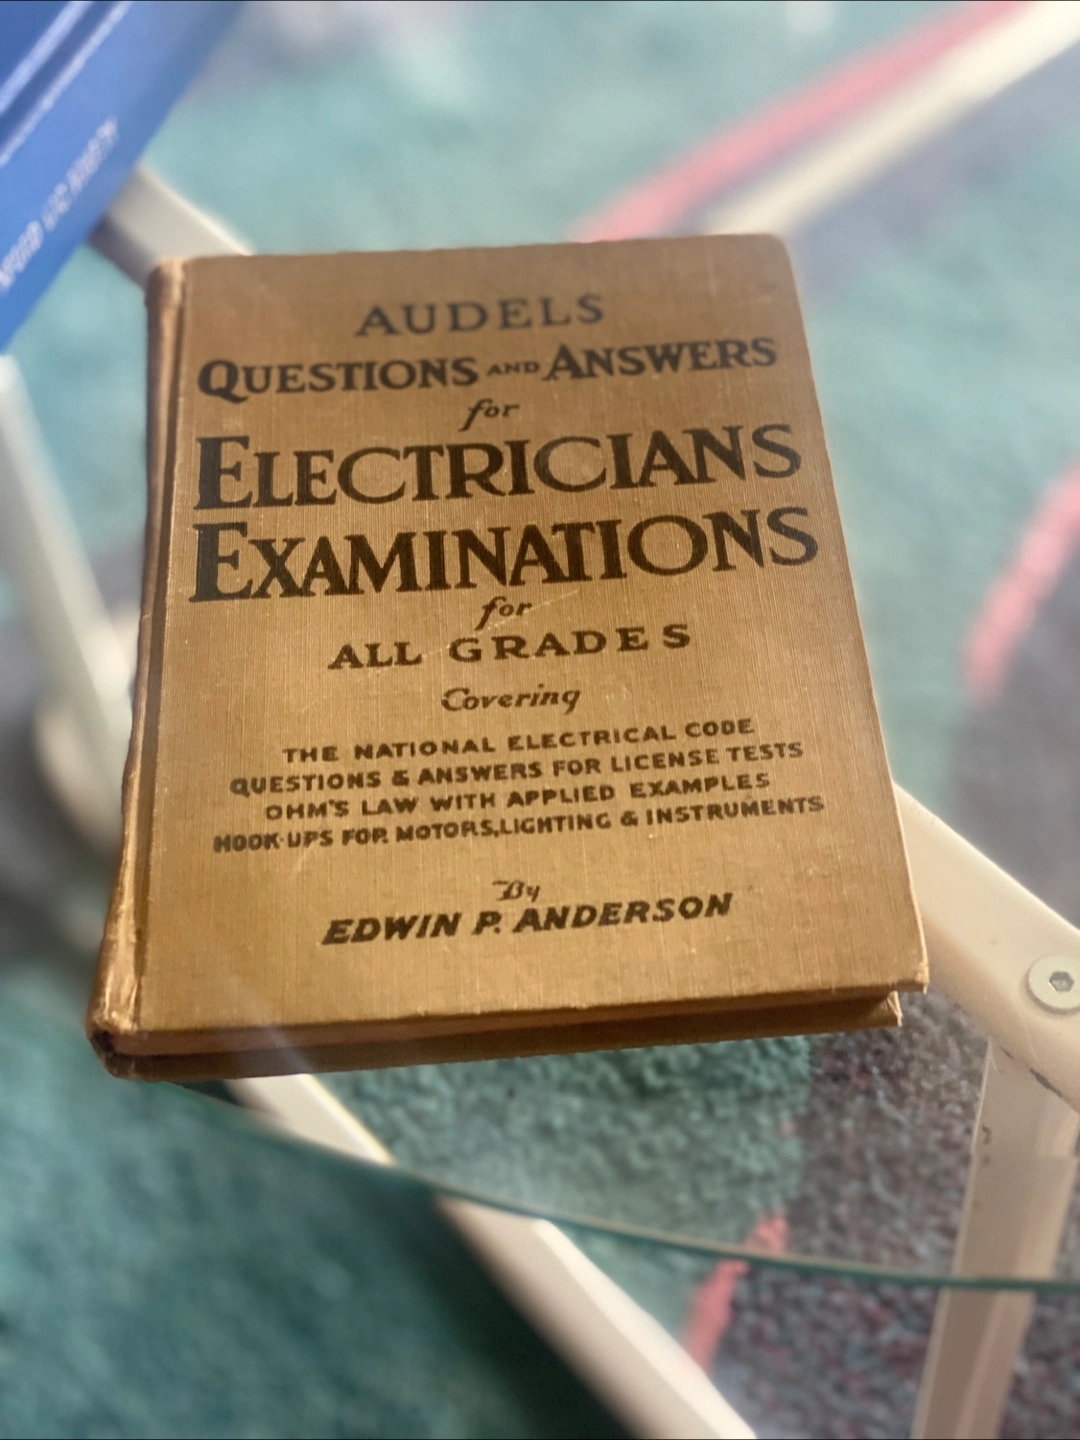 AUDELS
QUESTIONS AND ANSWERS
for
ELECTRICIANS
EXAMINATIONS
for
ALL GRADES
Covering
THE NATIONAL ELECTRICAL CODE
QUESTIONS & ANSWERS FOR LICENSE TESTS
OHM'S LAW WITH APPLIED EXAMPLES
HOOK-UPS FOR MOTORS, LIGHTING & INSTRUMENTS
By
EDWIN P. ANDERSON